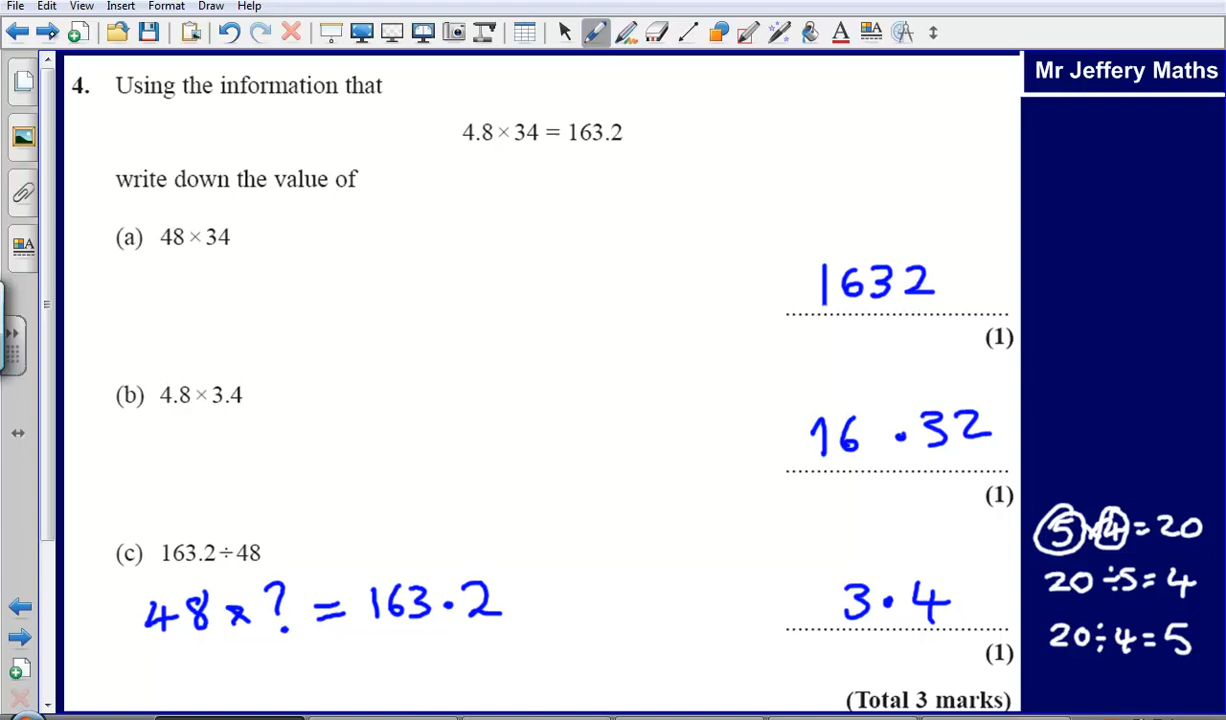 File Edit View Insert Format Draw Help
Mr Jeffery Maths
4. Using the information that
4.8 × 34 = 163.2
write down the value of
(a) 48 × 34
1632
(1)
(b) 4.8 × 3.4
16 .32
(1)
(c) 163.2 ÷ 48
48 × ? = 163.2
3.4
(1)
(Total 3 marks)
5 × 4 = 20
20 ÷ 5 = 4
20 ÷ 4 = 5